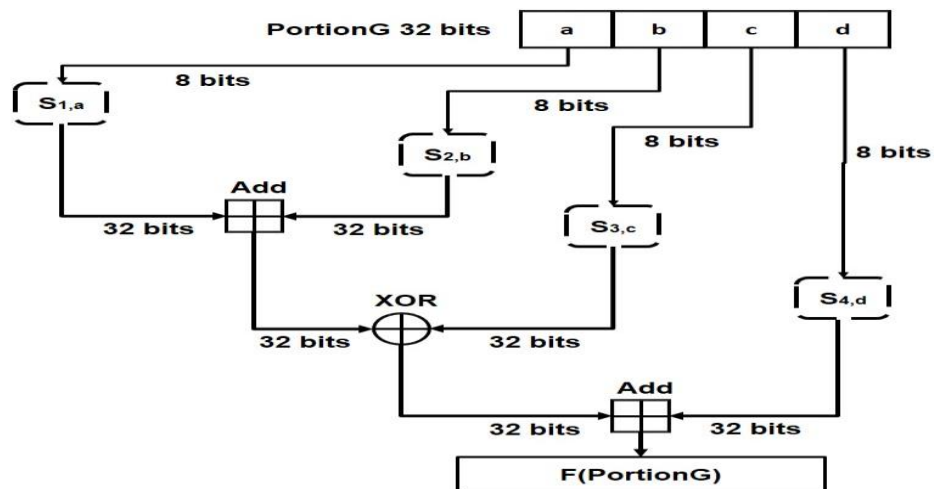 PortionG 32 bits
a b c d
8 bits
S1,a
8 bits
S2,b
8 bits
8 bits
Add
32 bits
32 bits
S3,c
S4,d
XOR
32 bits
32 bits
Add
32 bits
32 bits
F(PortionG)